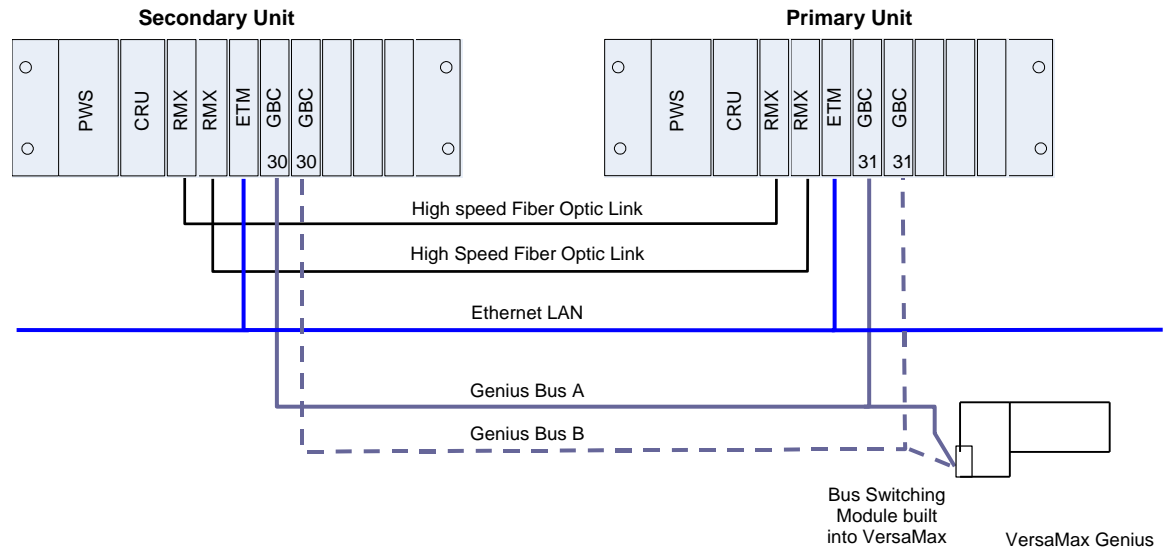 Secondary Unit
Primary Unit
PWS
CRU
RMX
RMX
ETM
GBC
30
GBC
30
PWS
CRU
RMX
RMX
ETM
GBC
31
GBC
31
High speed Fiber Optic Link
High Speed Fiber Optic Link
Ethernet LAN
Genius Bus A
Genius Bus B
Bus Switching
Module built
into VersaMax
VersaMax Genius